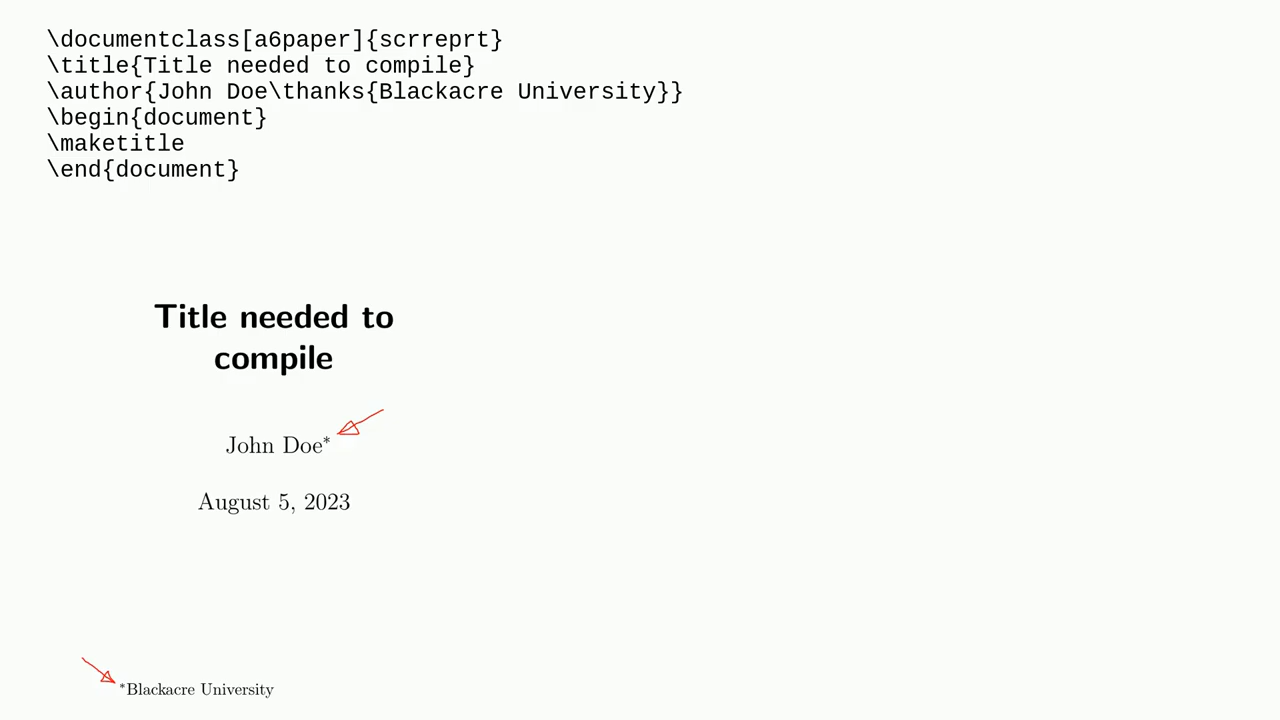 \documentclass[a6paper]{scrreprt}
\title{Title needed to compile}
\author{John Doe\thanks{Blackacre University}}
\begin{document}
\maketitle
\end{document}
Title needed to
compile
John Doe*
August 5, 2023
*Blackacre University